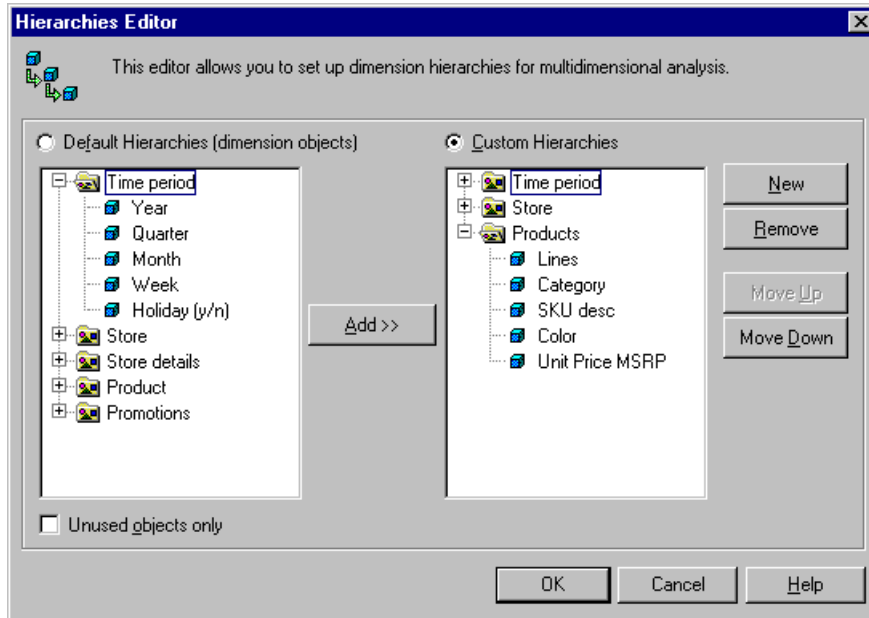 Hierarchies Editor
This editor allows you to set up dimension hierarchies for multidimensional analysis.
Default Hierarchies (dimension objects)
Time period
Year
Quarter
Month
Week
Holiday (y/n)
Store
Store details
Product
Promotions
Unused objects only
Add >>
Custom Hierarchies
Time period
Store
Products
Lines
Category
SKU desc
Color
Unit Price MSRP
New
Remove
Move Up
Move Down
OK
Cancel
Help